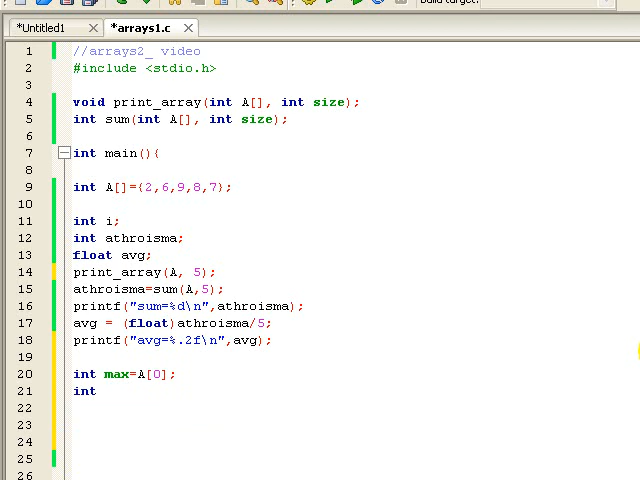 Build target:
*Untitled1 *arrays1.c
1 //arrays2_ video
2 #include <stdio.h>
3
4 void print_array(int A[], int size);
5 int sum(int A[], int size);
6
7 int main(){
8
9 int A[]={2,6,9,8,7};
10
11 int i;
12 int athroisma;
13 float avg;
14 print_array(A, 5);
15 athroisma=sum(A,5);
16 printf("sum=%d\n",athroisma);
17 avg = (float)athroisma/5;
18 printf("avg=%.2f\n",avg);
19
20 int max=A[0];
21 int
22
23
24
25
26